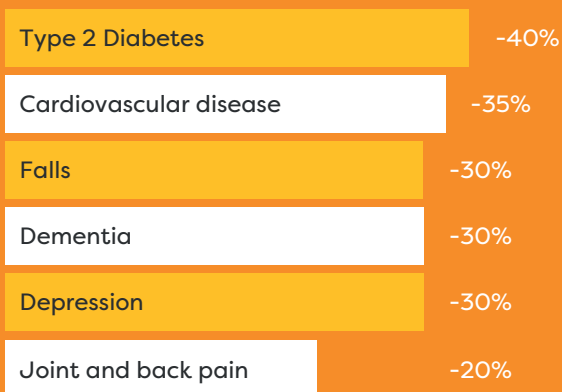 Type 2 Diabetes -40%
Cardiovascular disease -35%
Falls -30%
Dementia -30%
Depression -30%
Joint and back pain -20%